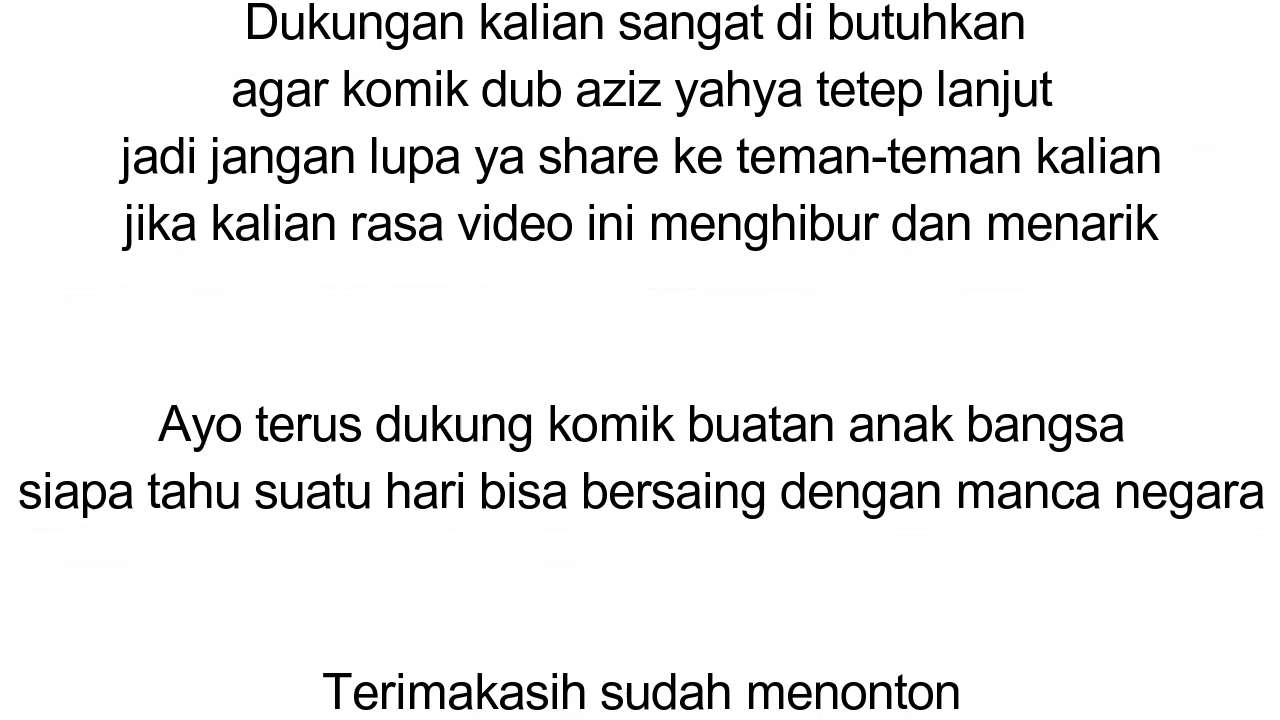 Dukungan kalian sangat di butuhkan
agar komik dub aziz yahya tetep lanjut
jadi jangan lupa ya share ke teman-teman kalian
jika kalian rasa video ini menghibur dan menarik
Ayo terus dukung komik buatan anak bangsa
siapa tahu suatu hari bisa bersaing dengan manca negara
Terimakasih sudah menonton